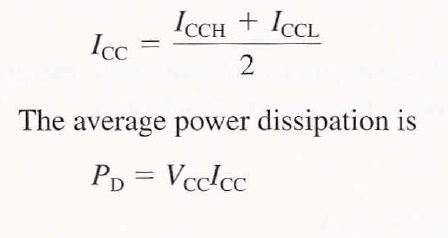 I_CC = (I_CCH + I_CCL) / 2
The average power dissipation is
P_D = V_CC I_CC